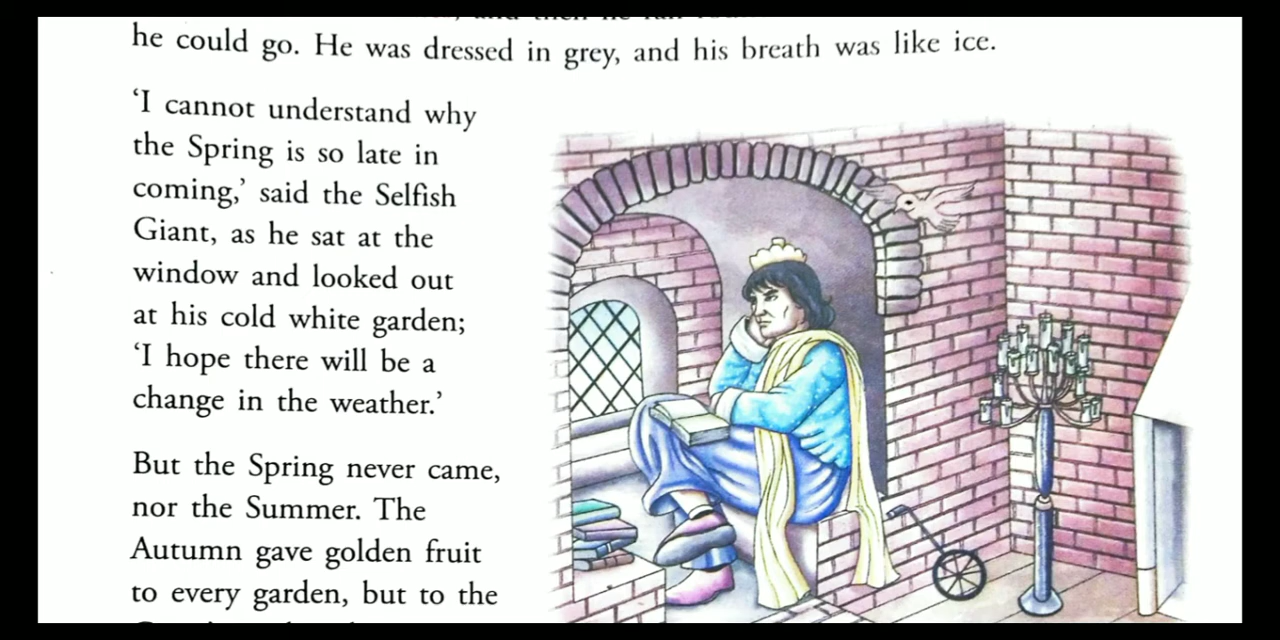 he could go. He was dressed in grey, and his breath was like ice.
‘I cannot understand why
the Spring is so late in
coming,’ said the Selfish
Giant, as he sat at the
window and looked out
at his cold white garden;
‘I hope there will be a
change in the weather.’
But the Spring never came,
nor the Summer. The
Autumn gave golden fruit
to every garden, but to the